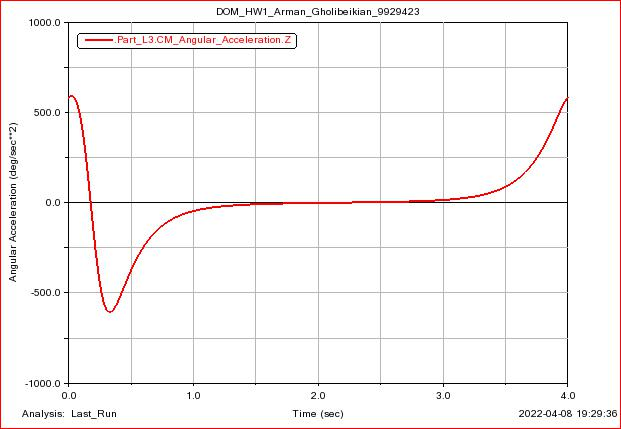 DOM_HW1_Arman_Gholibeikian_9929423
1000.0
.Part_L3.CM_Angular_Acceleration.Z
500.0
Angular Acceleration (deg/sec**2)
0.0
-500.0
-1000.0
0.0 1.0 2.0 3.0 4.0
Analysis: Last_Run Time (sec) 2022-04-08 19:29:36